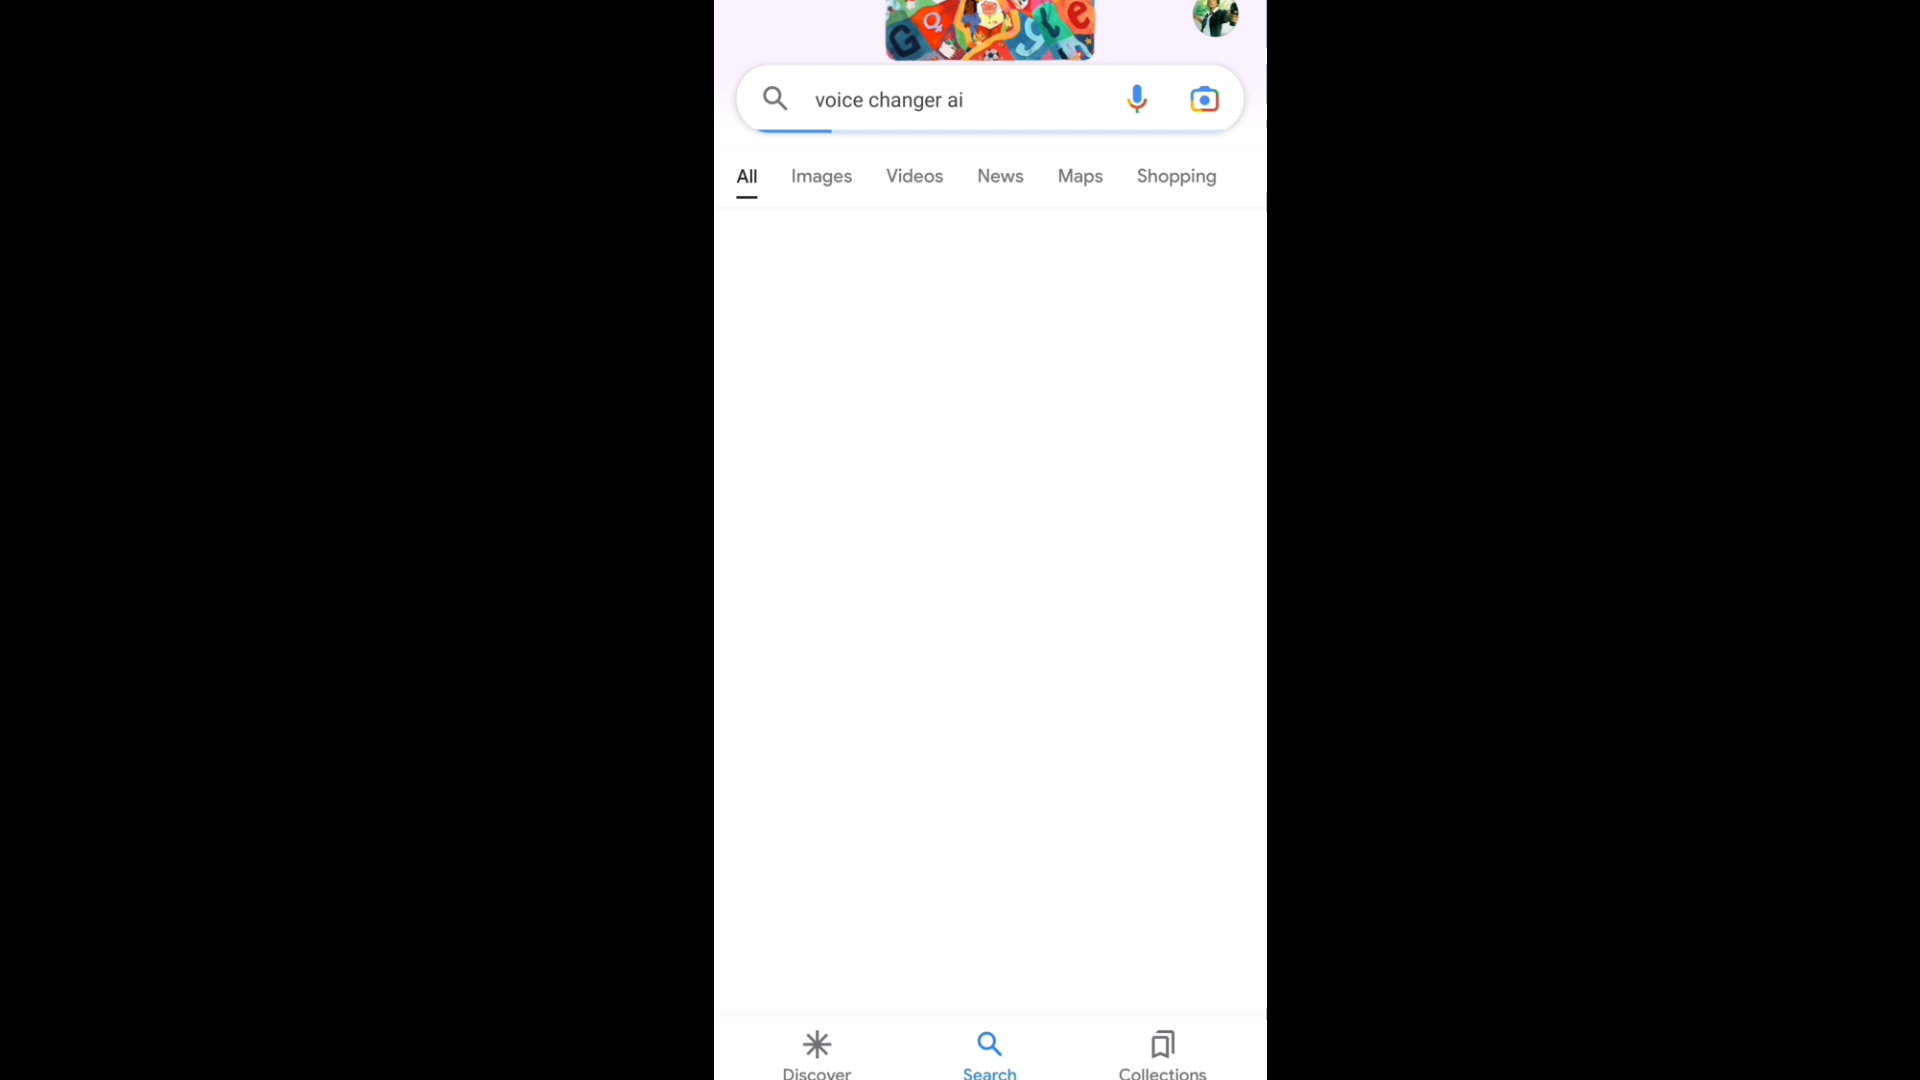 G g l e
voice changer ai
All Images Videos News Maps Shopping
Discover Search Collections